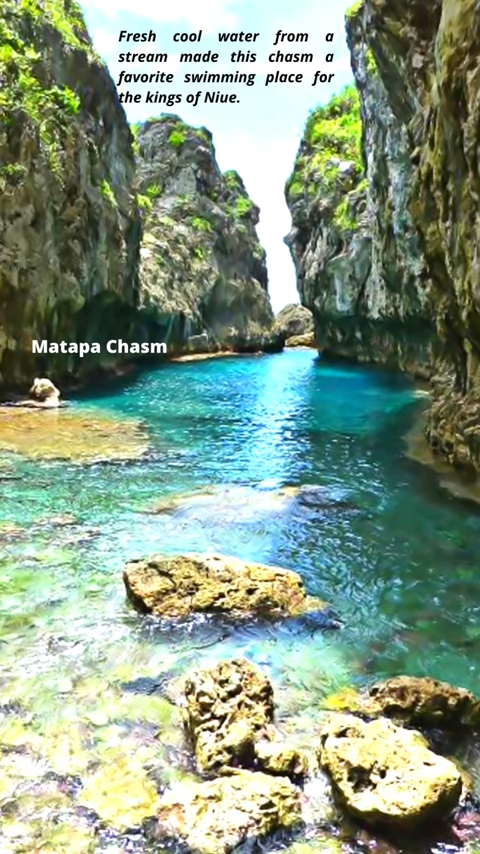 Fresh cool water from a
stream made this chasm a
favorite swimming place for
the kings of Niue.
Matapa Chasm